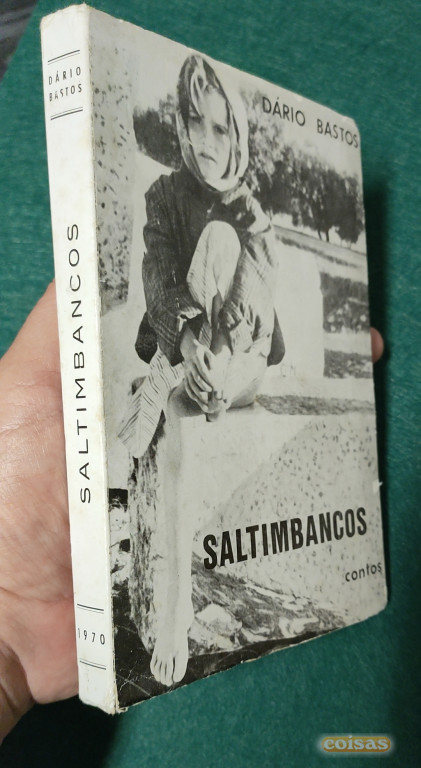 DÁRIO
BASTOS
SALTIMBANCOS
1970
DÁRIO BASTOS
SALTIMBANCOS
contos
coisas